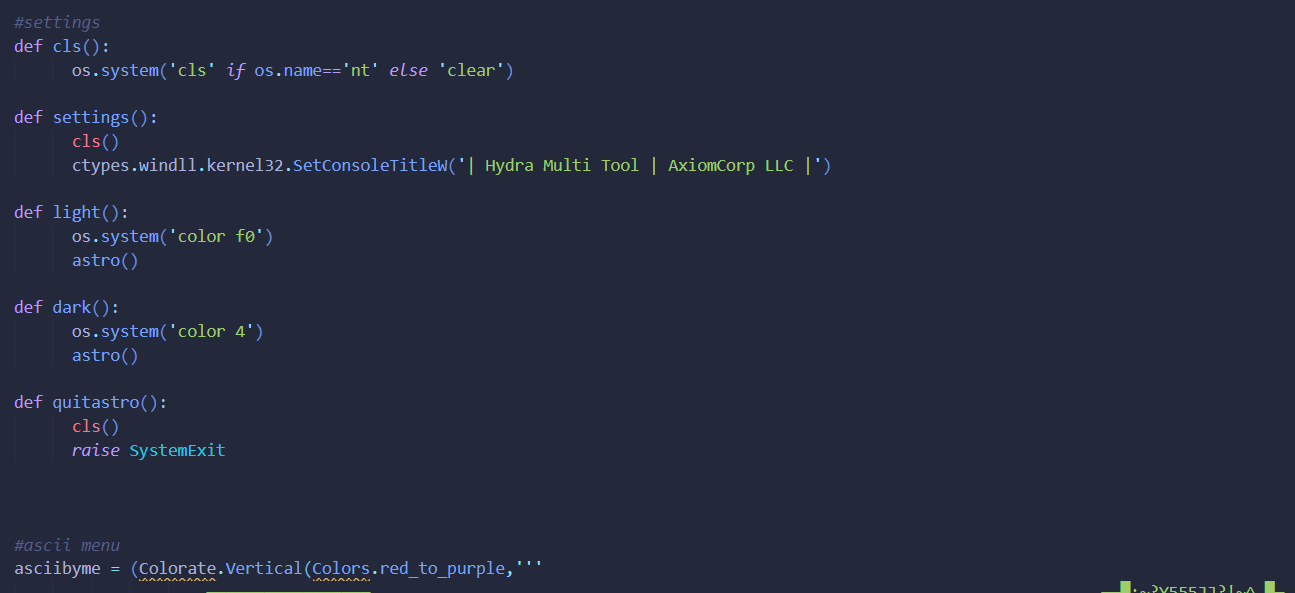 #settings
def cls():
      os.system('cls' if os.name=='nt' else 'clear')
def settings():
      cls()
      ctypes.windll.kernel32.SetConsoleTitleW('| Hydra Multi Tool | AxiomCorp LLC |')
def light():
      os.system('color f0')
      astro()
def dark():
      os.system('color 4')
      astro()
def quitastro():
      cls()
      raise SystemExit
#ascii menu
asciibyme = (Colorate.Vertical(Colors.red_to_purple,'''